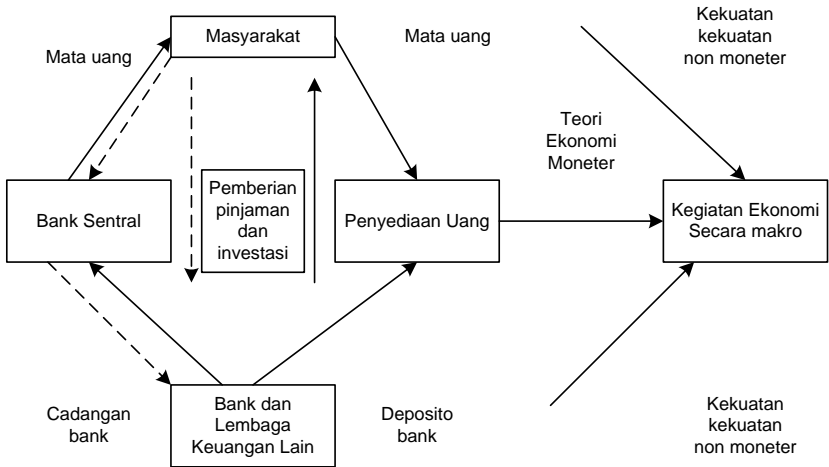 Masyarakat
Mata uang
Mata uang
Kekuatan
kekuatan
non moneter
Teori
Ekonomi
Moneter
Bank Sentral
Pemberian
pinjaman
dan
investasi
Penyediaan Uang
Kegiatan Ekonomi
Secara makro
Cadangan
bank
Bank dan
Lembaga
Keuangan Lain
Deposito
bank
Kekuatan
kekuatan
non moneter